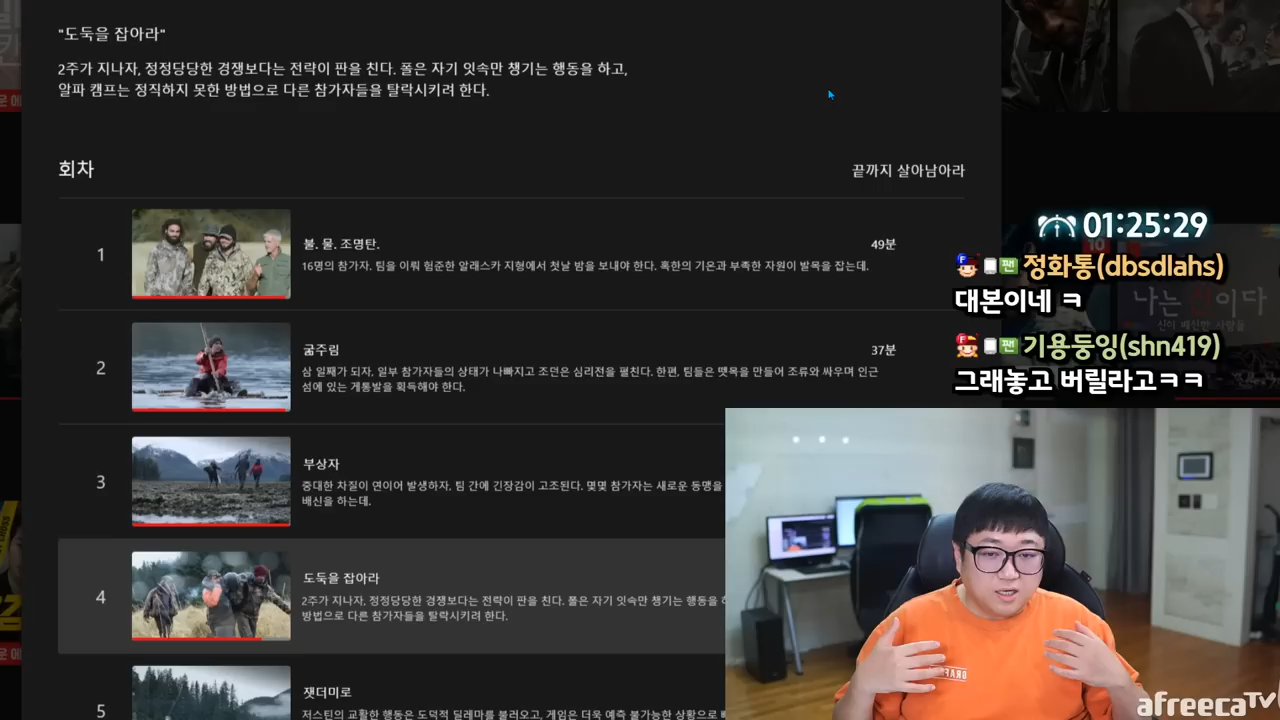 "도둑을 잡아라"
2주가 지나자, 정정당당한 경쟁보다는 전략이 판을 친다. 폴은 자기 잇속만 챙기는 행동을 하고,
알파 캠프는 정직하지 못한 방법으로 다른 참가자들을 탈락시키려 한다.
회차
끝까지 살아남아라
1
불. 물. 조명탄.
49분
16명의 참가자. 팀을 이뤄 험준한 알래스카 지형에서 첫날 밤을 보내야 한다. 혹한의 기온과 부족한 자원이 발목을 잡는데.
2
굶주림
37분
삼 일째가 되자, 일부 참가자들의 상태가 나빠지고 조던은 심리전을 펼친다. 한편, 팀들은 뗏목을 만들어 조류와 싸우며 인근
섬에 있는 게통발을 획득해야 한다.
3
부상자
중대한 차질이 연이어 발생하자, 팀 간에 긴장감이 고조된다. 몇몇 참가자는 새로운 동맹을
배신을 하는데.
4
도둑을 잡아라
2주가 지나자, 정정당당한 경쟁보다는 전략이 판을 친다. 폴은 자기 잇속만 챙기는 행동을
방법으로 다른 참가자들을 탈락시키려 한다.
5
잿더미로
저스틴의 교활한 행동은 도덕적 딜레마를 불러오고, 게임은 더욱 예측 불가능한 상황으로
01:25:29
정화통(dbsdlahs)
대본이네 ㅋ
기용둥잉(shn419)
그래놓고 버릴라고ㅋㅋ
나는 신이다
신이 배신한 사람들
afreecaTV